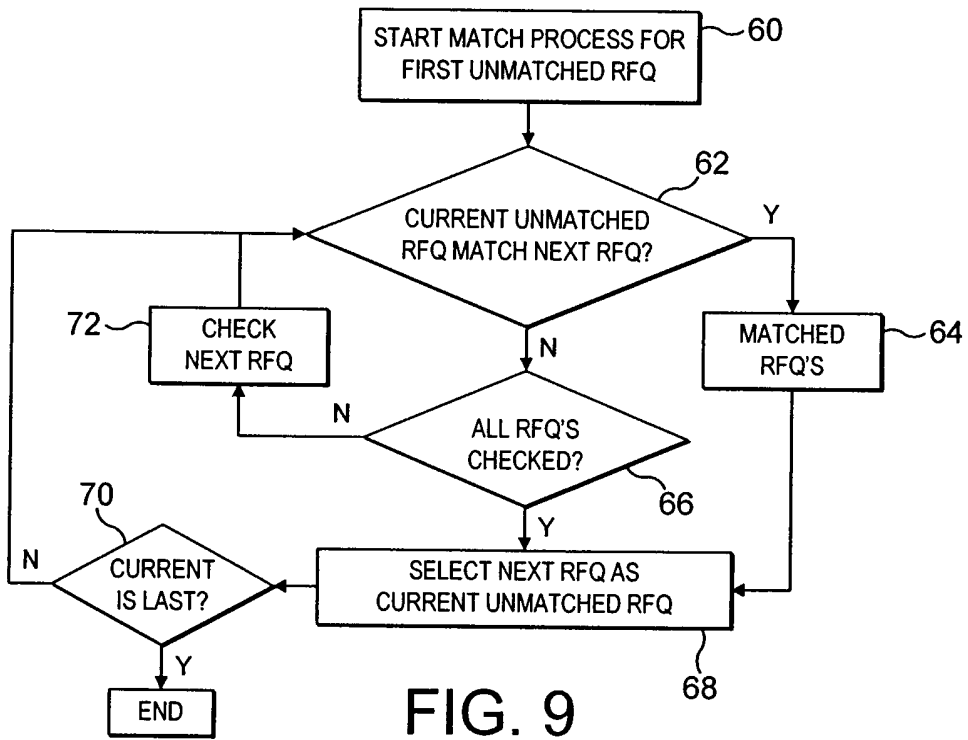 START MATCH PROCESS FOR
FIRST UNMATCHED RFQ
60
62
CURRENT UNMATCHED
RFQ MATCH NEXT RFQ?
Y
72
CHECK
NEXT RFQ
N
MATCHED
RFQ'S
64
N
ALL RFQ'S
CHECKED?
66
70
Y
N
CURRENT
IS LAST?
SELECT NEXT RFQ AS
CURRENT UNMATCHED RFQ
68
Y
END
FIG. 9